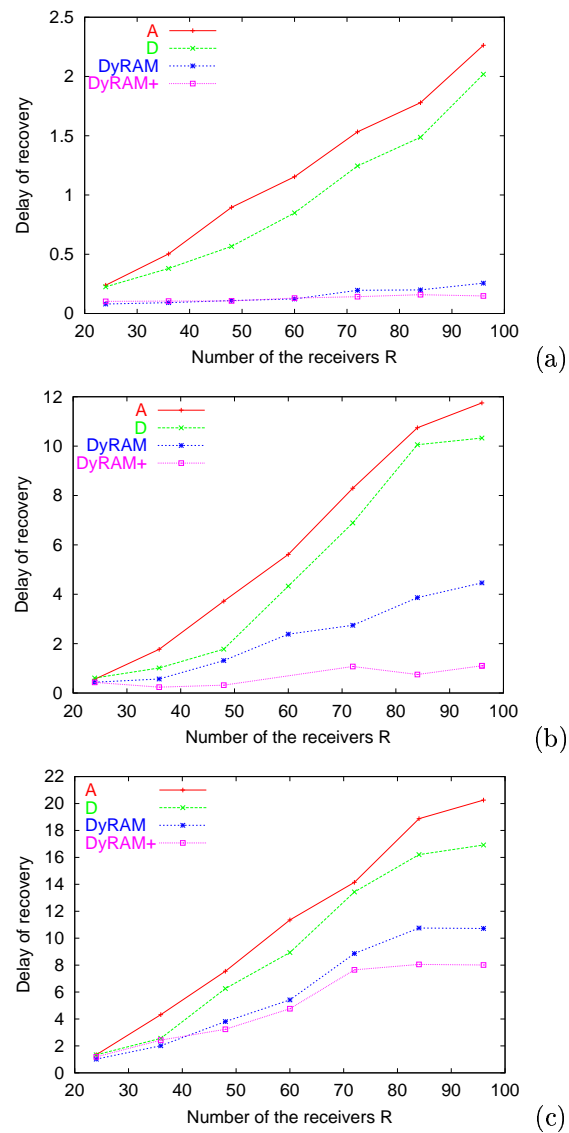 2.5
2
1.5
1
0.5
0
Delay of recovery
A
D
DyRAM
DyRAM+
20 30 40 50 60 70 80 90 100
Number of the receivers R
(a)
12
10
8
6
4
2
0
Delay of recovery
A
D
DyRAM
DyRAM+
20 30 40 50 60 70 80 90 100
Number of the receivers R
(b)
22
20
18
16
14
12
10
8
6
4
2
0
Delay of recovery
A
D
DyRAM
DyRAM+
20 30 40 50 60 70 80 90 100
Number of the receivers R
(c)